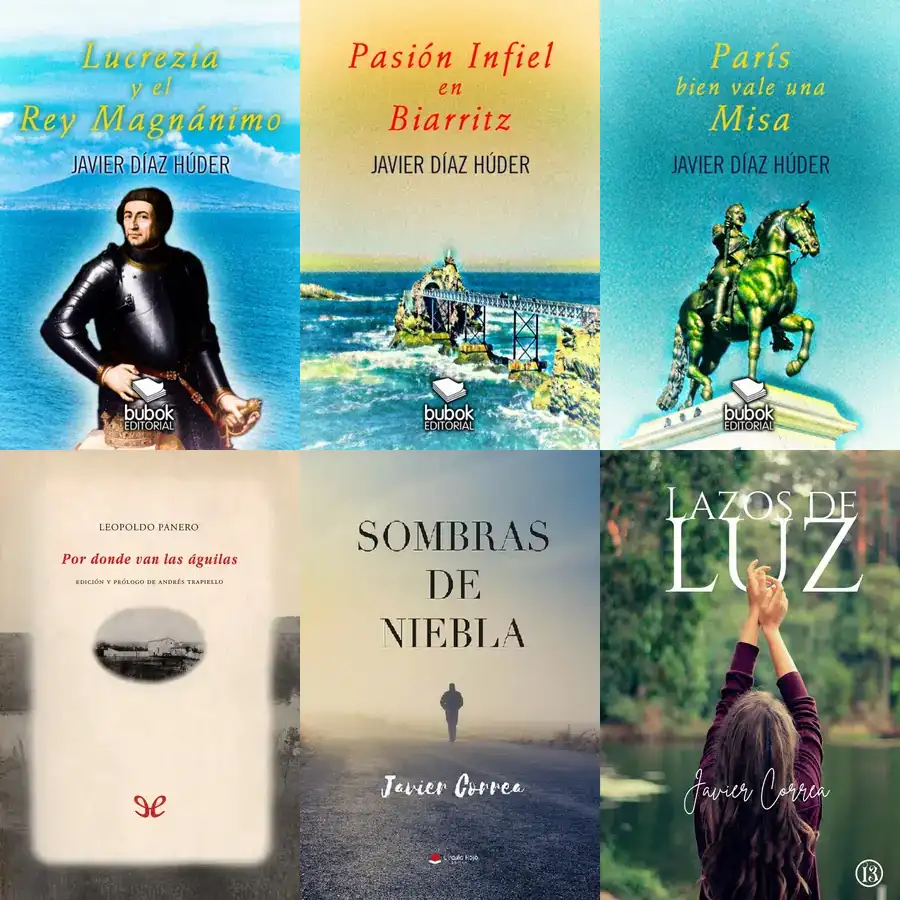 Lucrezia
y el
Rey Magnánimo
JAVIER DÍAZ HÚDER
bubok
EDITORIAL
Pasión Infiel
en
Biarritz
JAVIER DÍAZ HÚDER
bubok
EDITORIAL
París
bien vale una
Misa
JAVIER DÍAZ HÚDER
bubok
EDITORIAL
LEOPOLDO PANERO
Por donde van las águilas
EDICIÓN Y PRÓLOGO DE ANDRÉS TRAPIELLO
SOMBRAS
DE
NIEBLA
Javier Correa
Círculo Rojo
LAZOS DE
LUZ
Javier Correa
13